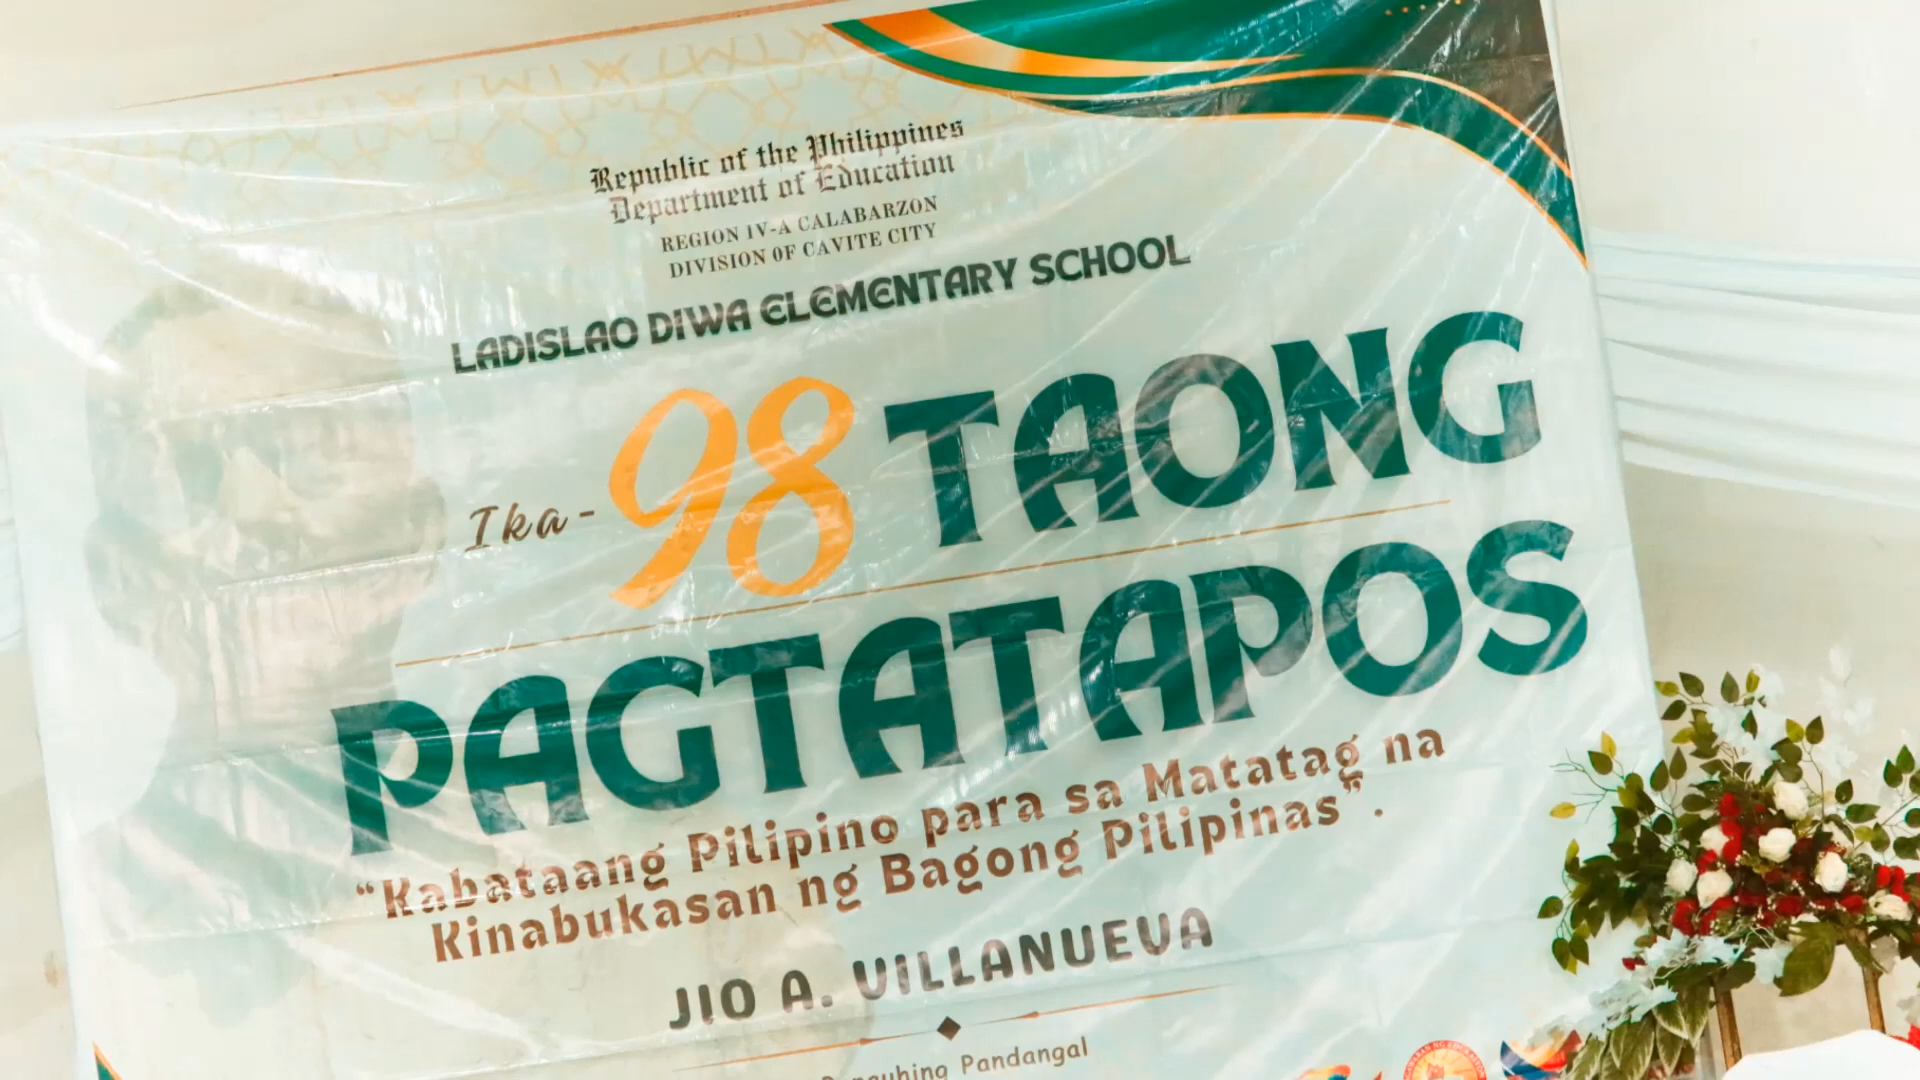 Republic of the Philippines
Department of Education
REGION IV-A CALABARZON
DIVISION OF CAVITE CITY
LADISLAO DIWA ELEMENTARY SCHOOL
Ika-98 TAONG
PAGTATAPOS
“Kabataang Pilipino para sa Matatag na
Kinabukasan ng Bagong Pilipinas”.
JIO A. VILLANUEVA
Pandangal